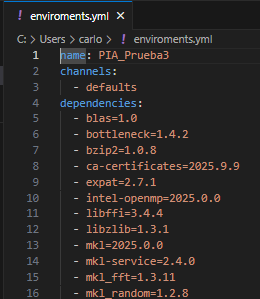 ! enviroments.yml ×
C: > Users > carlo > ! enviroments.yml
1 name: PIA_Prueba3
2 channels:
3 - defaults
4 dependencies:
5 - blas=1.0
6 - bottleneck=1.4.2
7 - bzip2=1.0.8
8 - ca-certificates=2025.9.9
9 - expat=2.7.1
10 - intel-openmp=2025.0.0
11 - libffi=3.4.4
12 - libzlib=1.3.1
13 - mkl=2025.0.0
14 - mkl-service=2.4.0
15 - mkl_fft=1.3.11
16 - mkl_random=1.2.8